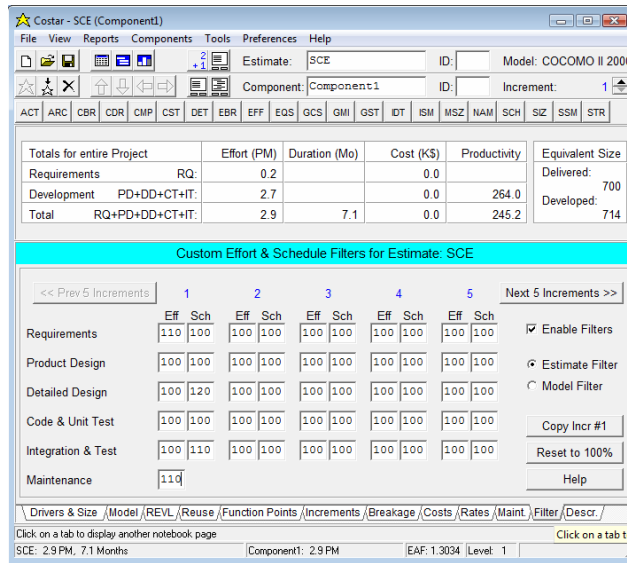 Costar - SCE (Component1)
File View Reports Components Tools Preferences Help
2 +1 Estimate: SCE ID: Model: COCOMO II 200
Component: Component1 ID: Increment: 1
ACT ARC CBR CDR CMP CST DET EBR EFF EQS GCS GMI GST IDT ISM MSZ NAM SCH SIZ SSM STR
Totals for entire Project Effort (PM) Duration (Mo) Cost (K$) Productivity Equivalent Size
Requirements RQ: 0.2 0.0 Delivered:
700
Development PD+DD+CT+IT: 2.7 0.0 264.0 Developed:
Total RQ+PD+DD+CT+IT: 2.9 7.1 0.0 245.2 714
Custom Effort & Schedule Filters for Estimate: SCE
<< Prev 5 Increments 1 2 3 4 5 Next 5 Increments >>
Eff Sch Eff Sch Eff Sch Eff Sch Eff Sch
Requirements 110 100 100 100 100 100 100 100 100 100 Enable Filters
Product Design 100 100 100 100 100 100 100 100 100 100 Estimate Filter
Detailed Design 100 120 100 100 100 100 100 100 100 100 Model Filter
Code & Unit Test 100 100 100 100 100 100 100 100 100 100 Copy Incr #1
Integration & Test 100 110 100 100 100 100 100 100 100 100 Reset to 100%
Maintenance 110 Help
Drivers & Size Model REVL Reuse Function Points Increments Breakage Costs Rates Maint. Filter Descr.
Click on a tab to display another notebook page Click on a tab t
SCE: 2.9 PM, 7.1 Months Component1: 2.9 PM EAF: 1.3034 Level: 1